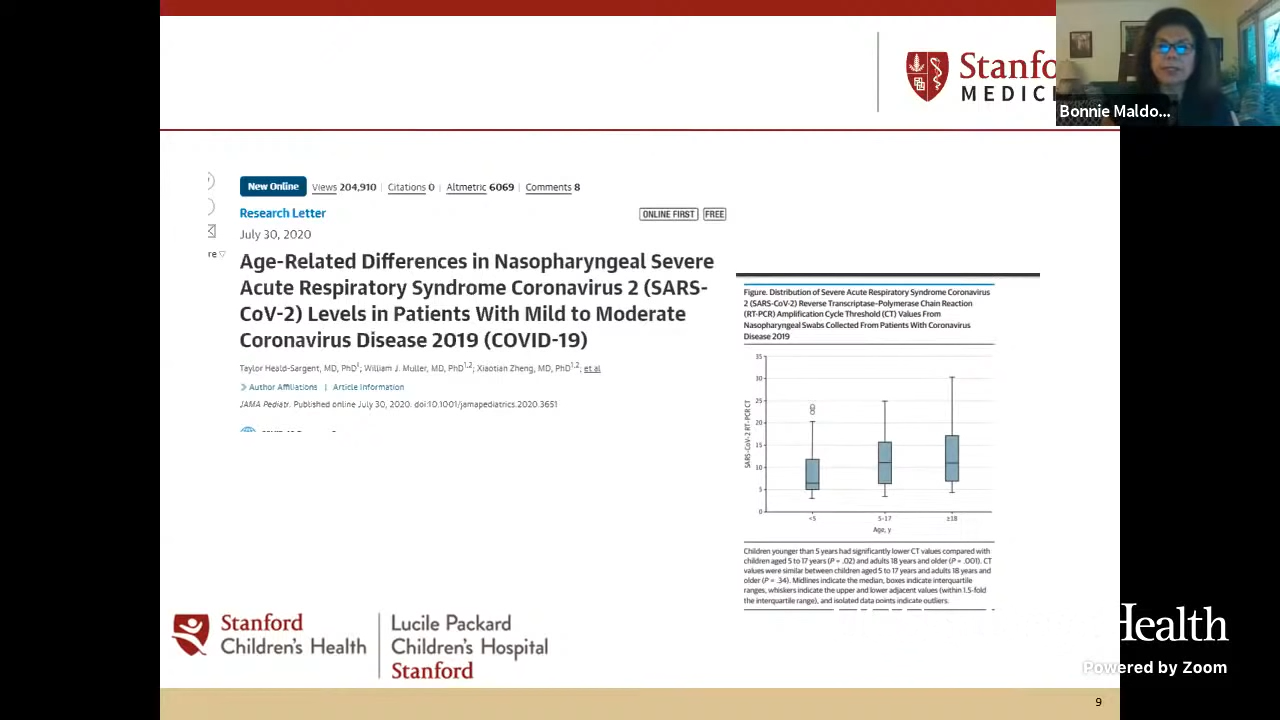 Stanfo
MEDIC
Bonnie Maldo...
New Online Views 204,910 | Citations 0 | Altmetric 6069 | Comments 8
Research Letter
ONLINE FIRST FREE
July 30, 2020
re
Age-Related Differences in Nasopharyngeal Severe
Acute Respiratory Syndrome Coronavirus 2 (SARS-
CoV-2) Levels in Patients With Mild to Moderate
Coronavirus Disease 2019 (COVID-19)
Taylor Heald-Sargent, MD, PhD1; William J. Muller, MD, PhD1,2; Xiaotian Zheng, MD, PhD1,2; et al
Author Affiliations | Article Information
JAMA Pediatr. Published online July 30, 2020. doi:10.1001/jamapediatrics.2020.3651
Figure. Distribution of Severe Acute Respiratory Syndrome Coronavirus
2 (SARS-CoV-2) Reverse Transcriptase–Polymerase Chain Reaction
(RT-PCR) Amplification Cycle Threshold (CT) Values From
Nasopharyngeal Swabs Collected From Patients With Coronavirus
Disease 2019
SARS-CoV-2 RT-PCR CT
35
30
25
20
15
10
5
0
<5 5-17 ≥18
Age, y
Children younger than 5 years had significantly lower CT values compared with
children aged 5 to 17 years (P = .02) and adults 18 years and older (P = .001). CT
values were similar between children aged 5 to 17 years and adults 18 years and
older (P = .34). Midlines indicate the median, boxes indicate interquartile
ranges, whiskers indicate the upper and lower adjacent values (within 1.5-fold
the interquartile range), and isolated data points indicate outliers.
Stanford
Children's Health
Lucile Packard
Children's Hospital
Stanford
Health
Powered by Zoom
9